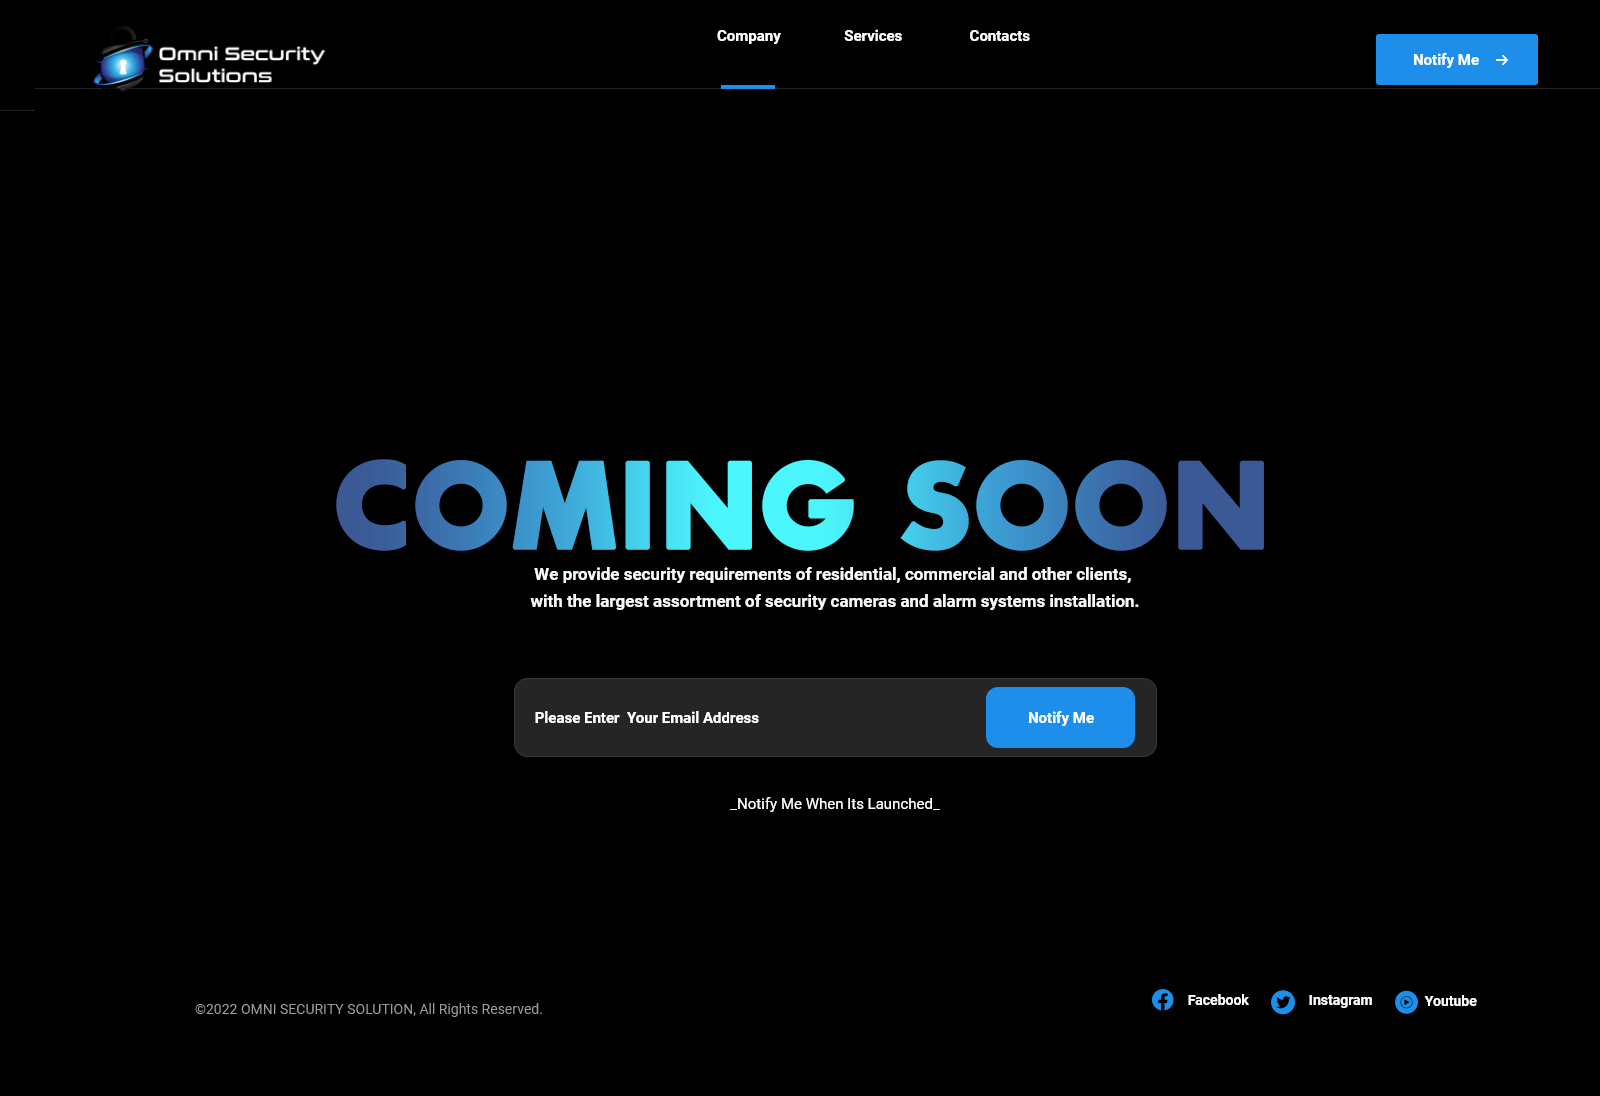 Omni Security
Solutions
Company
Services
Contacts
Notify Me
COMING SOON
We provide security requirements of residential, commercial and other clients,
with the largest assortment of security cameras and alarm systems installation.
Please Enter  Your Email Address
Notify Me
_Notify Me When Its Launched_
©2022 OMNI SECURITY SOLUTION, All Rights Reserved.
Facebook
Instagram
Youtube